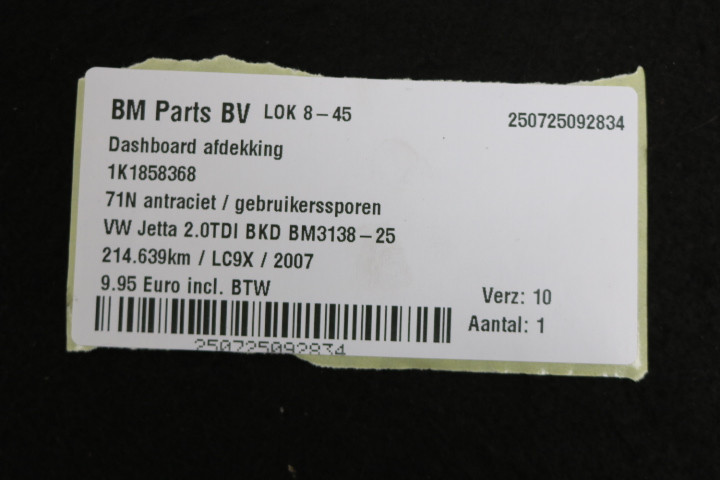 BM Parts BV LOK 8-45
250725092834
Dashboard afdekking
1K1858368
71N antraciet / gebruikerssporen
VW Jetta 2.0TDI BKD BM3138-25
214.639km / LC9X / 2007
9.95 Euro incl. BTW
Verz: 10
Aantal: 1
250725092834